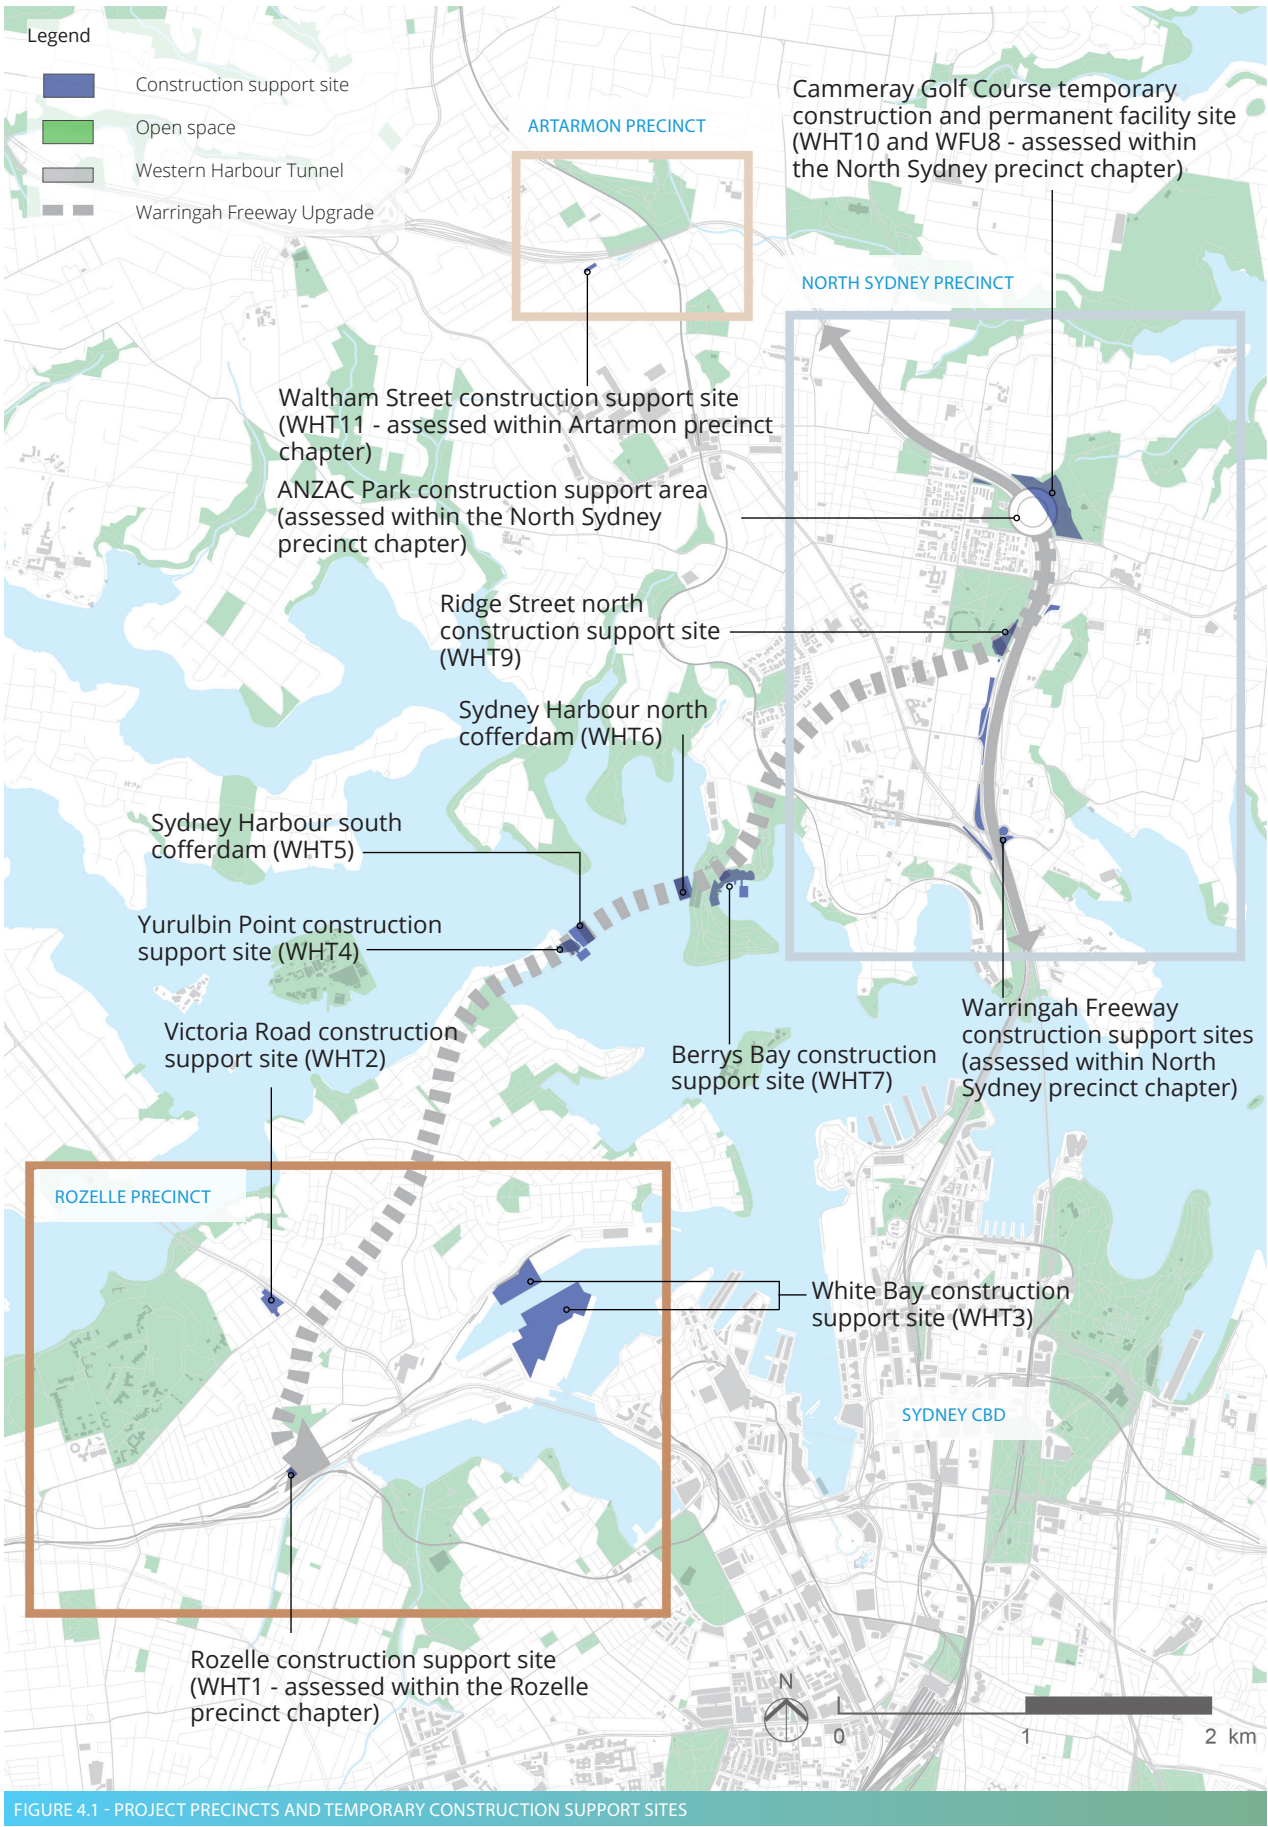 Legend
Construction support site
Open space
Western Harbour Tunnel
Warringah Freeway Upgrade
ARTARMON PRECINCT
Cammeray Golf Course temporary
construction and permanent facility site
(WHT10 and WFU8 - assessed within
the North Sydney precinct chapter)
NORTH SYDNEY PRECINCT
Waltham Street construction support site
(WHT11 - assessed within Artarmon precinct
chapter)
ANZAC Park construction support area
(assessed within the North Sydney
precinct chapter)
Ridge Street north
construction support site
(WHT9)
Sydney Harbour north
cofferdam (WHT6)
Sydney Harbour south
cofferdam (WHT5)
Yurulbin Point construction
support site (WHT4)
Victoria Road construction
support site (WHT2)
Berrys Bay construction
support site (WHT7)
Warringah Freeway
construction support sites
(assessed within North
Sydney precinct chapter)
ROZELLE PRECINCT
White Bay construction
support site (WHT3)
SYDNEY CBD
Rozelle construction support site
(WHT1 - assessed within the Rozelle
precinct chapter)
N
0 1 2 km
FIGURE 4.1 - PROJECT PRECINCTS AND TEMPORARY CONSTRUCTION SUPPORT SITES